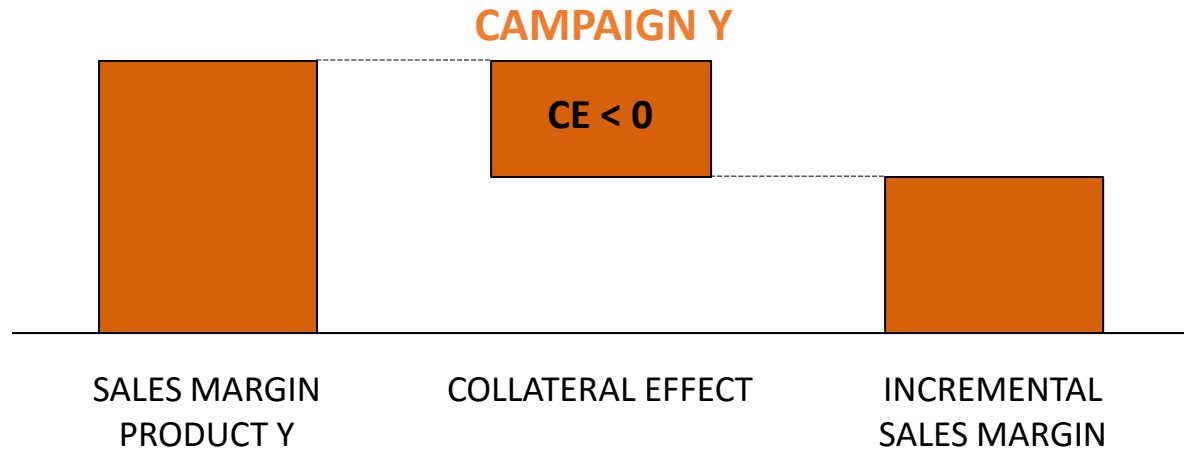 CAMPAIGN Y
CE < 0
SALES MARGIN
PRODUCT Y
COLLATERAL EFFECT
INCREMENTAL
SALES MARGIN